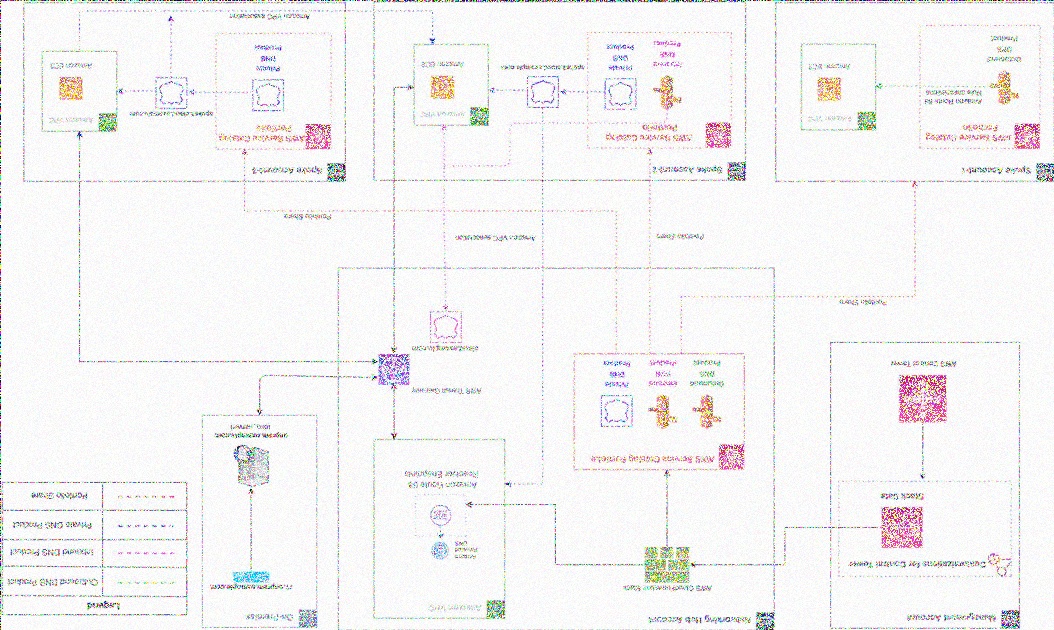 Management Account
Customizations For Control Tower
Stack Sets
AWS Control Tower
Networking Hub Account
AWS CloudFormation Stack
AWS Service Catalog Portfolio
Outbound
DNS
Product
Inbound
DNS
Product
Private
DNS
Product
Amazon VPC
Amazon Route 53
Resolver Endpoints
AWS Transit Gateway
On-Premise
Legend
Outbound DNS Product
Inbound DNS Product
Private DNS Product
Portfolio Share
Portfolio Share
Portfolio Share
Portfolio Share
Amazon VPC association
Spoke Account-1
AWS Service Catalog
Portfolio
Outbound
DNS
Product
Amazon VPC
Amazon EC2
Spoke Account-2
AWS Service Catalog
Portfolio
Inbound
DNS
Product
Private
DNS
Product
Amazon VPC
Amazon EC2
Spoke Account-3
AWS Service Catalog
Portfolio
Private
DNS
Product
Amazon VPC
Amazon EC2
Amazon VPC association